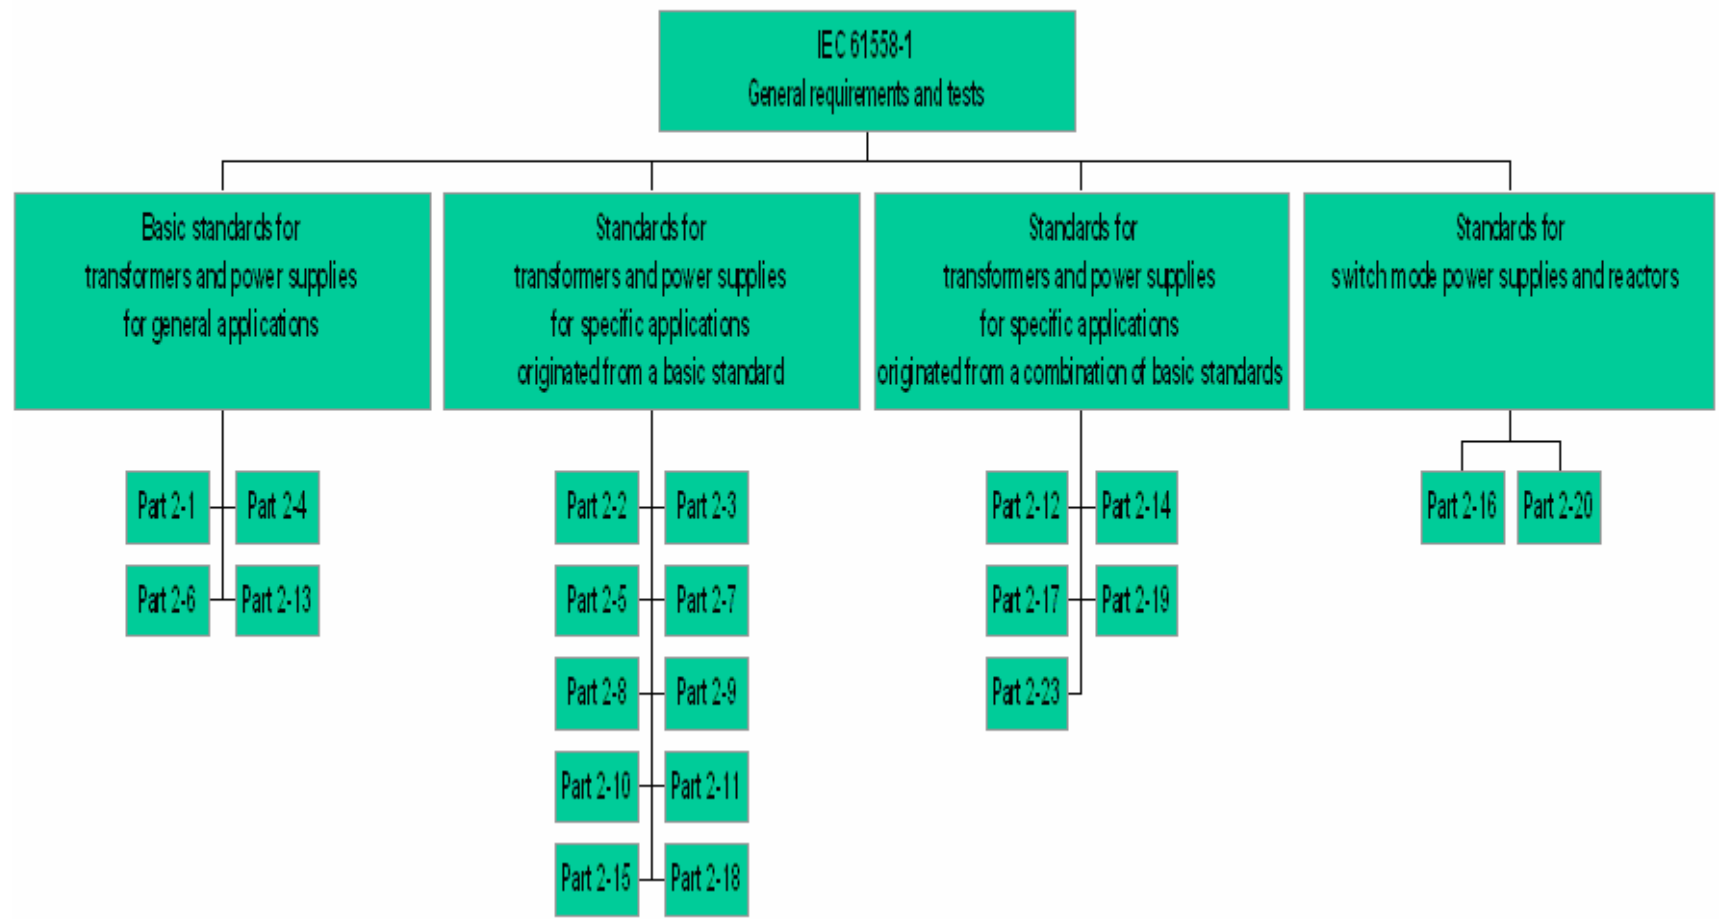 IEC 61558-1
General requirements and tests
Basic standards for
transformers and power supplies
for general applications
Standards for
transformers and power supplies
for specific applications
originated from a basic standard
Standards for
transformers and power supplies
for specific applications
originated from a combination of basic standards
Standards for
switch mode power supplies and reactors
Part 2-1
Part 2-4
Part 2-6
Part 2-13
Part 2-2
Part 2-3
Part 2-5
Part 2-7
Part 2-8
Part 2-9
Part 2-10
Part 2-11
Part 2-15
Part 2-18
Part 2-12
Part 2-14
Part 2-17
Part 2-19
Part 2-23
Part 2-16
Part 2-20